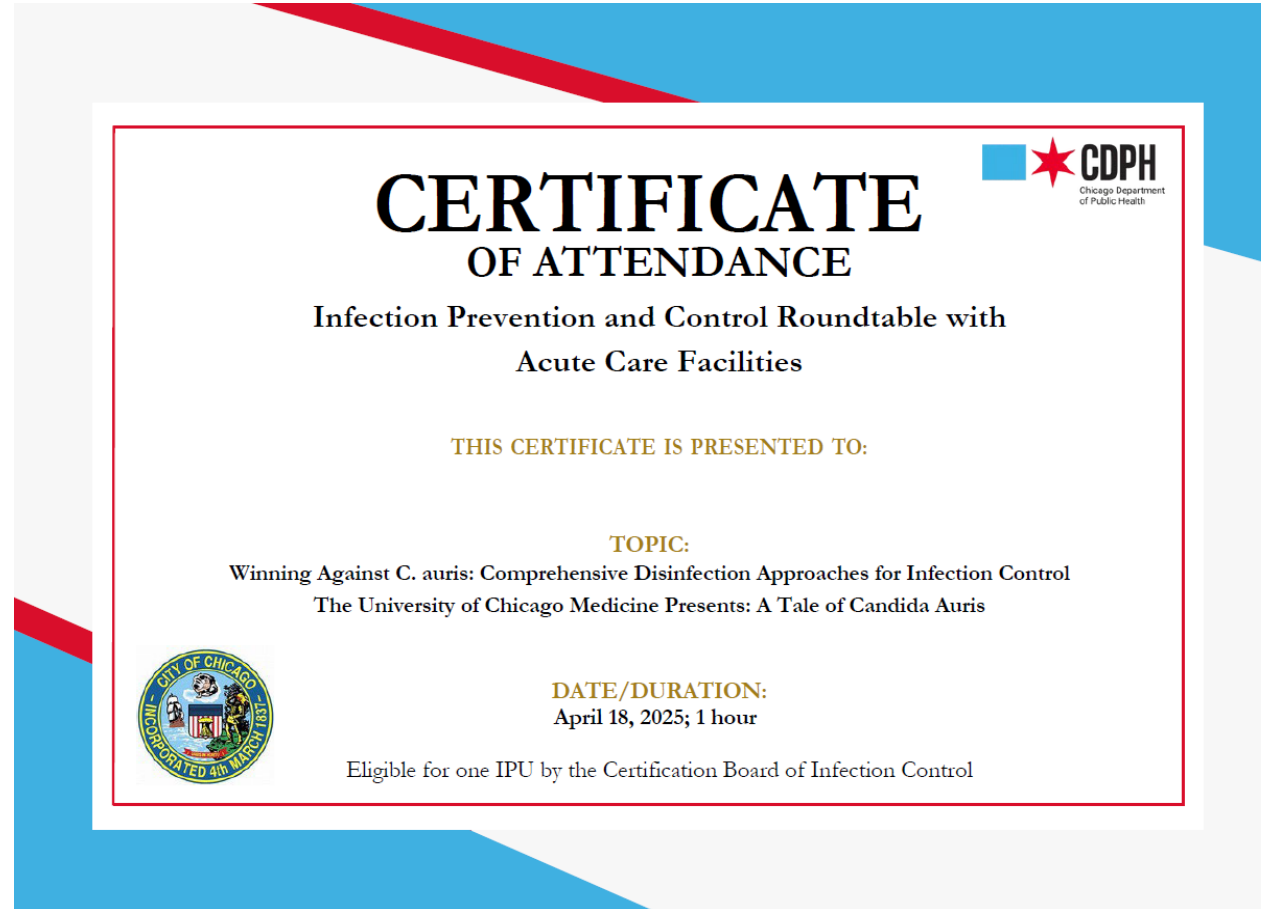 CDPH
Chicago Department
of Public Health
CERTIFICATE
OF ATTENDANCE
Infection Prevention and Control Roundtable with
Acute Care Facilities
THIS CERTIFICATE IS PRESENTED TO:
TOPIC:
Winning Against C. auris: Comprehensive Disinfection Approaches for Infection Control
The University of Chicago Medicine Presents: A Tale of Candida Auris
CITY OF CHICAGO
INCORPORATED 4th MARCH 1837
DATE/DURATION:
April 18, 2025; 1 hour
Eligible for one IPU by the Certification Board of Infection Control